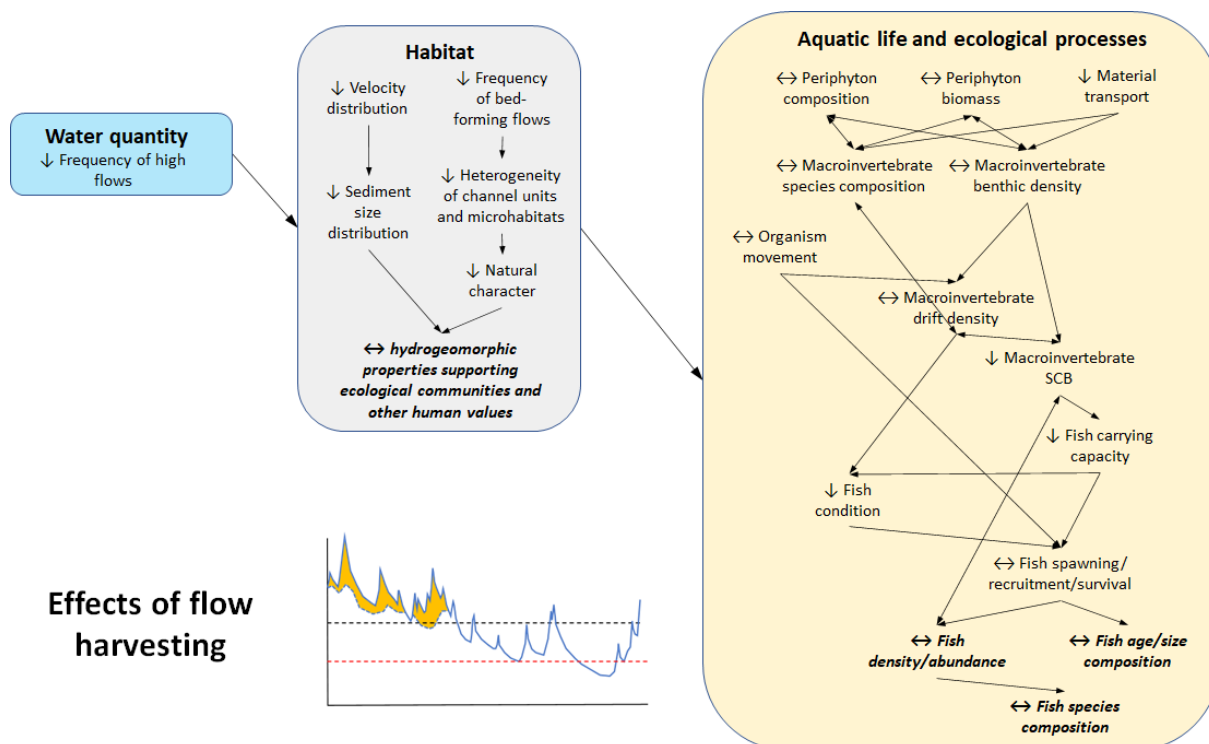 Water quantity
↓ Frequency of high
flows
Habitat
↓ Velocity
distribution
↓ Frequency
of bed-
forming flows
↓ Sediment
size
distribution
↓ Heterogeneity
of channel units
and microhabitats
↓ Natural
character
↔ hydrogeomorphic
properties supporting
ecological communities and
other human values
Aquatic life and ecological processes
↔ Periphyton
composition
↔ Periphyton
biomass
↓ Material
transport
↔ Macroinvertebrate
species composition
↔ Macroinvertebrate
benthic density
↔ Organism
movement
↔ Macroinvertebrate
drift density
↓ Macroinvertebrate
SCB
↓ Fish carrying
capacity
↓ Fish
condition
↔ Fish spawning/
recruitment/survival
↔ Fish
density/abundance
↔ Fish age/size
composition
↔ Fish species
composition
Effects of flow
harvesting